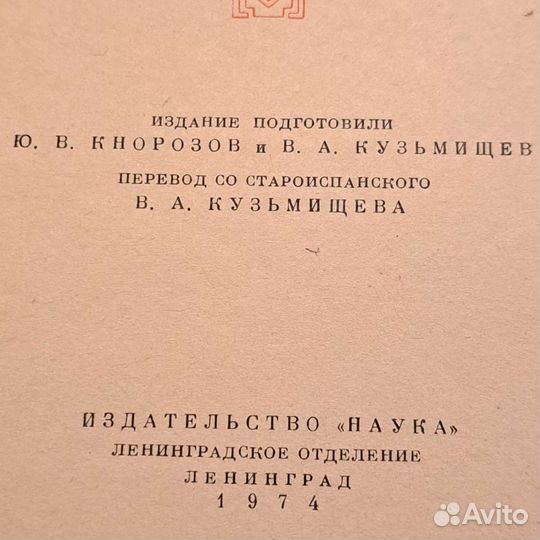 ИЗДАНИЕ ПОДГОТОВИЛИ
Ю. В. КНОРОЗОВ и В. А. КУЗЬМИЩЕВ
ПЕРЕВОД СО СТАРОИСПАНСКОГО
В. А. КУЗЬМИЩЕВА
ИЗДАТЕЛЬСТВО «НАУКА»
ЛЕНИНГРАДСКОЕ ОТДЕЛЕНИЕ
ЛЕНИНГРАД
1974
Avito